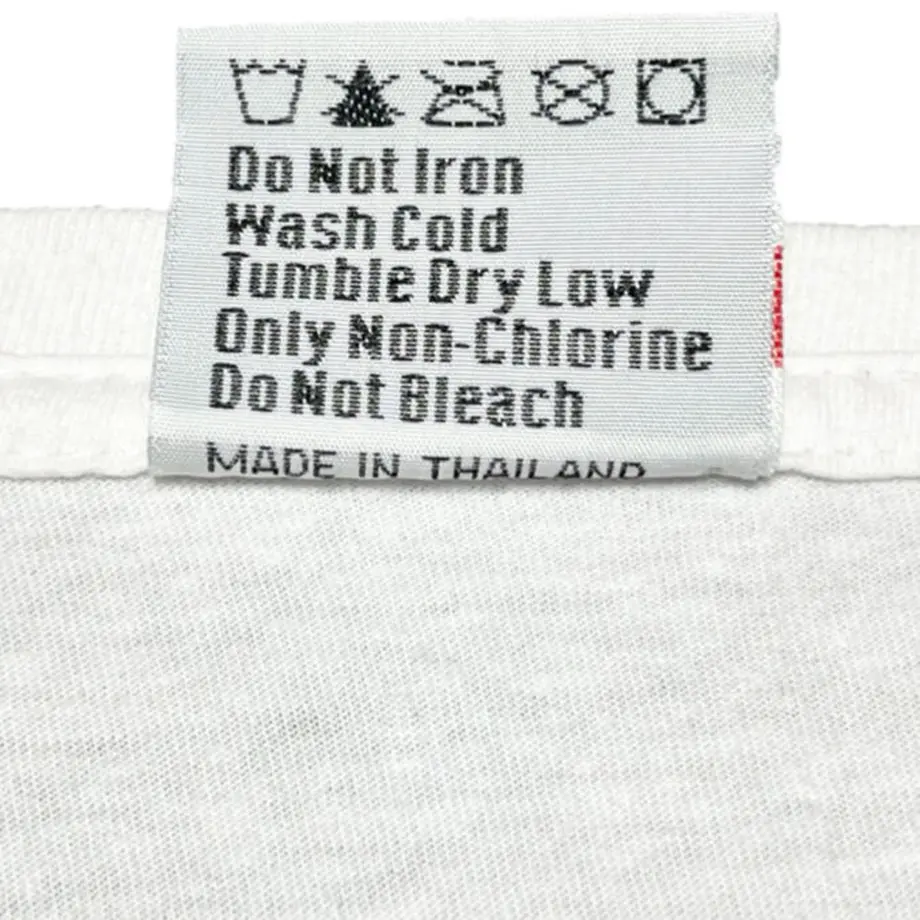 Do Not Iron
Wash Cold
Tumble Dry Low
Only Non-Chlorine
Do Not Bleach
MADE IN THAILAND